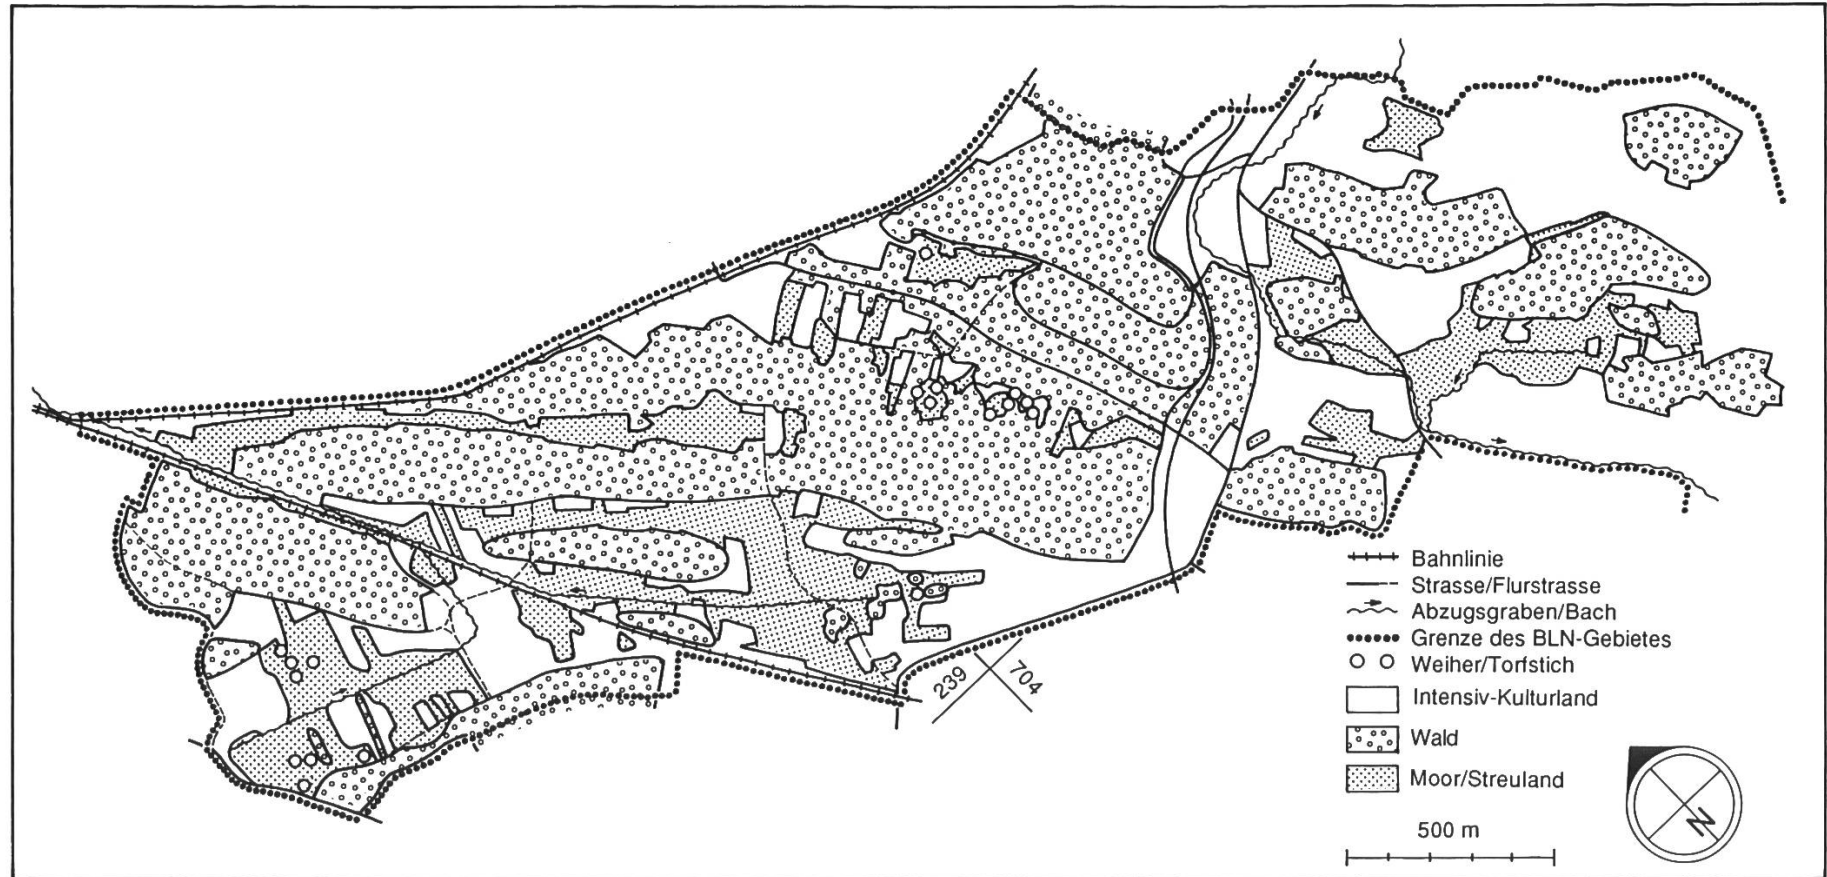 Bahnlinie
Strasse/Flurstrasse
Abzugsgraben/Bach
Grenze des BLN-Gebietes
Weiher/Torfstich
239 704
Intensiv-Kulturland
Wald
Moor/Streuland
500 m
N